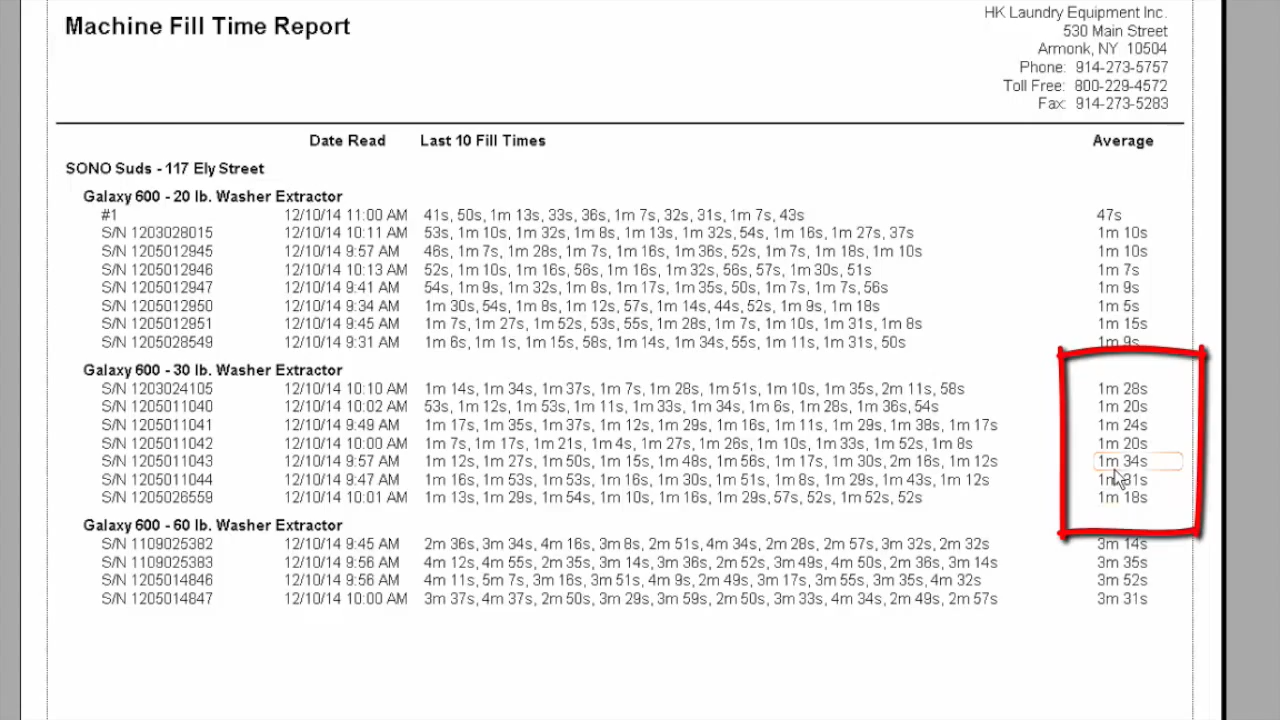 Machine Fill Time Report
HK Laundry Equipment Inc.
530 Main Street
Armonk, NY 10504
Phone: 914-273-5757
Toll Free: 800-229-4572
Fax: 914-273-5283
Date Read Last 10 Fill Times Average
SONO Suds - 117 Ely Street
Galaxy 600 - 20 lb. Washer Extractor
#1 12/10/14 11:00 AM 41s, 50s, 1m 13s, 33s, 36s, 1m 7s, 32s, 31s, 1m 7s, 43s 47s
S/N 1203028015 12/10/14 10:11 AM 53s, 1m 10s, 1m 32s, 1m 8s, 1m 13s, 1m 32s, 54s, 1m 16s, 1m 27s, 37s 1m 10s
S/N 1205012945 12/10/14 9:57 AM 46s, 1m 7s, 1m 28s, 1m 7s, 1m 16s, 1m 36s, 52s, 1m 7s, 1m 18s, 1m 10s 1m 10s
S/N 1205012946 12/10/14 10:13 AM 52s, 1m 10s, 1m 16s, 56s, 1m 16s, 1m 32s, 56s, 57s, 1m 30s, 51s 1m 7s
S/N 1205012947 12/10/14 9:41 AM 54s, 1m 9s, 1m 32s, 1m 8s, 1m 17s, 1m 35s, 50s, 1m 7s, 1m 7s, 56s 1m 9s
S/N 1205012950 12/10/14 9:34 AM 1m 30s, 54s, 1m 8s, 1m 12s, 57s, 1m 14s, 44s, 52s, 1m 9s, 1m 18s 1m 5s
S/N 1205012951 12/10/14 9:45 AM 1m 7s, 1m 27s, 1m 52s, 53s, 55s, 1m 28s, 1m 7s, 1m 10s, 1m 31s, 1m 8s 1m 15s
S/N 1205028549 12/10/14 9:31 AM 1m 6s, 1m 1s, 1m 15s, 58s, 1m 14s, 1m 34s, 55s, 1m 11s, 1m 31s, 50s 1m 9s
Galaxy 600 - 30 lb. Washer Extractor
S/N 1203024105 12/10/14 10:10 AM 1m 14s, 1m 34s, 1m 37s, 1m 7s, 1m 28s, 1m 51s, 1m 10s, 1m 35s, 2m 11s, 58s 1m 28s
S/N 1205011040 12/10/14 10:02 AM 53s, 1m 12s, 1m 53s, 1m 11s, 1m 33s, 1m 34s, 1m 6s, 1m 28s, 1m 36s, 54s 1m 20s
S/N 1205011041 12/10/14 9:49 AM 1m 17s, 1m 35s, 1m 37s, 1m 12s, 1m 29s, 1m 16s, 1m 11s, 1m 29s, 1m 38s, 1m 17s 1m 24s
S/N 1205011042 12/10/14 10:00 AM 1m 7s, 1m 17s, 1m 21s, 1m 4s, 1m 27s, 1m 26s, 1m 10s, 1m 33s, 1m 52s, 1m 8s 1m 20s
S/N 1205011043 12/10/14 9:57 AM 1m 12s, 1m 27s, 1m 50s, 1m 15s, 1m 48s, 1m 56s, 1m 17s, 1m 30s, 2m 16s, 1m 12s 1m 34s
S/N 1205011044 12/10/14 9:47 AM 1m 16s, 1m 53s, 1m 53s, 1m 16s, 1m 30s, 1m 51s, 1m 8s, 1m 29s, 1m 43s, 1m 12s 1m 31s
S/N 1205026559 12/10/14 10:01 AM 1m 13s, 1m 29s, 1m 54s, 1m 10s, 1m 16s, 1m 29s, 57s, 52s, 1m 52s, 52s 1m 18s
Galaxy 600 - 60 lb. Washer Extractor
S/N 1109025382 12/10/14 9:45 AM 2m 36s, 3m 34s, 4m 16s, 3m 8s, 2m 51s, 4m 34s, 2m 28s, 2m 57s, 3m 32s, 2m 32s 3m 14s
S/N 1109025383 12/10/14 9:56 AM 4m 12s, 4m 55s, 2m 35s, 3m 14s, 3m 36s, 2m 52s, 3m 49s, 4m 50s, 2m 36s, 3m 14s 3m 35s
S/N 1205014846 12/10/14 9:56 AM 4m 11s, 5m 7s, 3m 16s, 3m 51s, 4m 9s, 2m 49s, 3m 17s, 3m 55s, 3m 35s, 4m 32s 3m 52s
S/N 1205014847 12/10/14 10:00 AM 3m 37s, 4m 37s, 2m 50s, 3m 29s, 3m 59s, 2m 50s, 3m 33s, 4m 34s, 2m 49s, 2m 57s 3m 31s